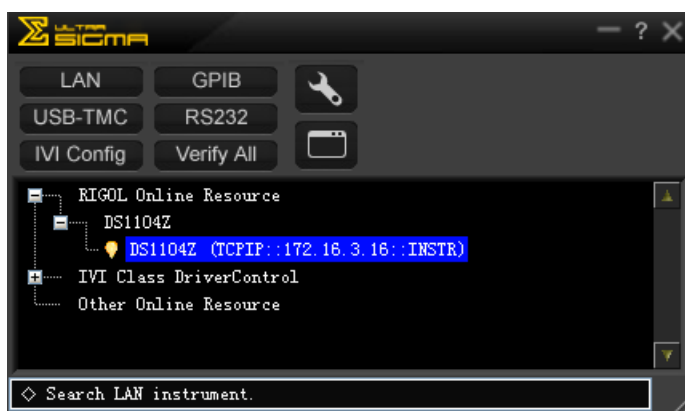 ULTRA
SIGMA
?
LAN GPIB
USB-TMC RS232
IVI Config Verify All
RIGOL Online Resource
DS1104Z
DS1104Z (TCPIP::172.16.3.16::INSTR)
IVI Class DriverControl
Other Online Resource
Search LAN instrument.